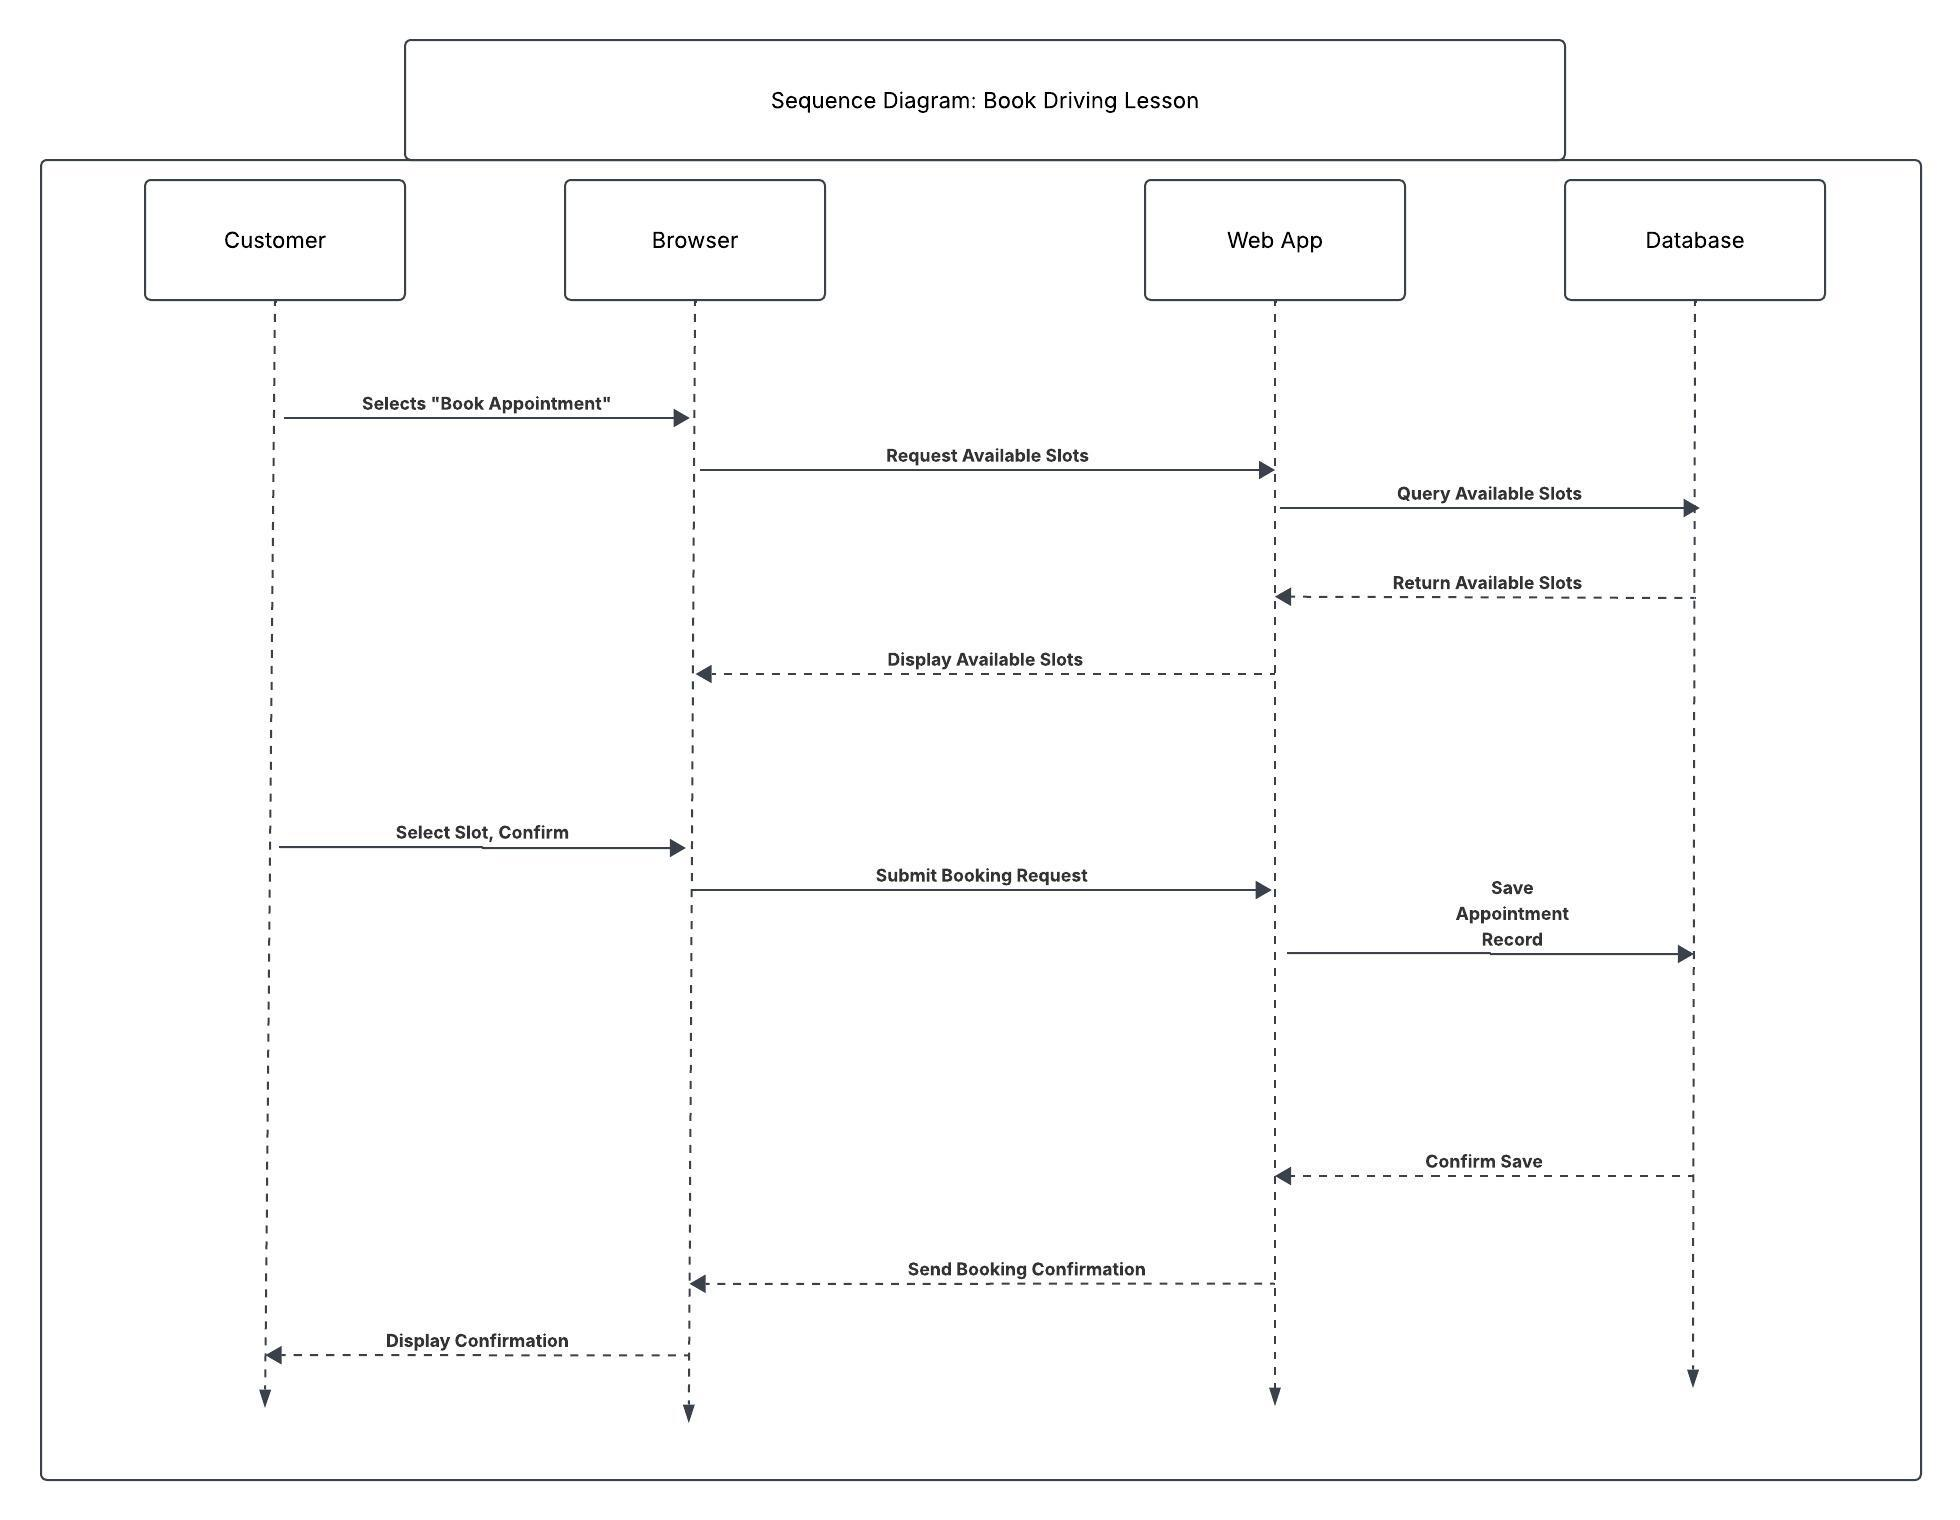 Sequence Diagram: Book Driving Lesson
Customer
Browser
Web App
Database
Selects "Book Appointment"
Request Available Slots
Query Available Slots
Return Available Slots
Display Available Slots
Select Slot, Confirm
Submit Booking Request
Save
Appointment
Record
Confirm Save
Send Booking Confirmation
Display Confirmation